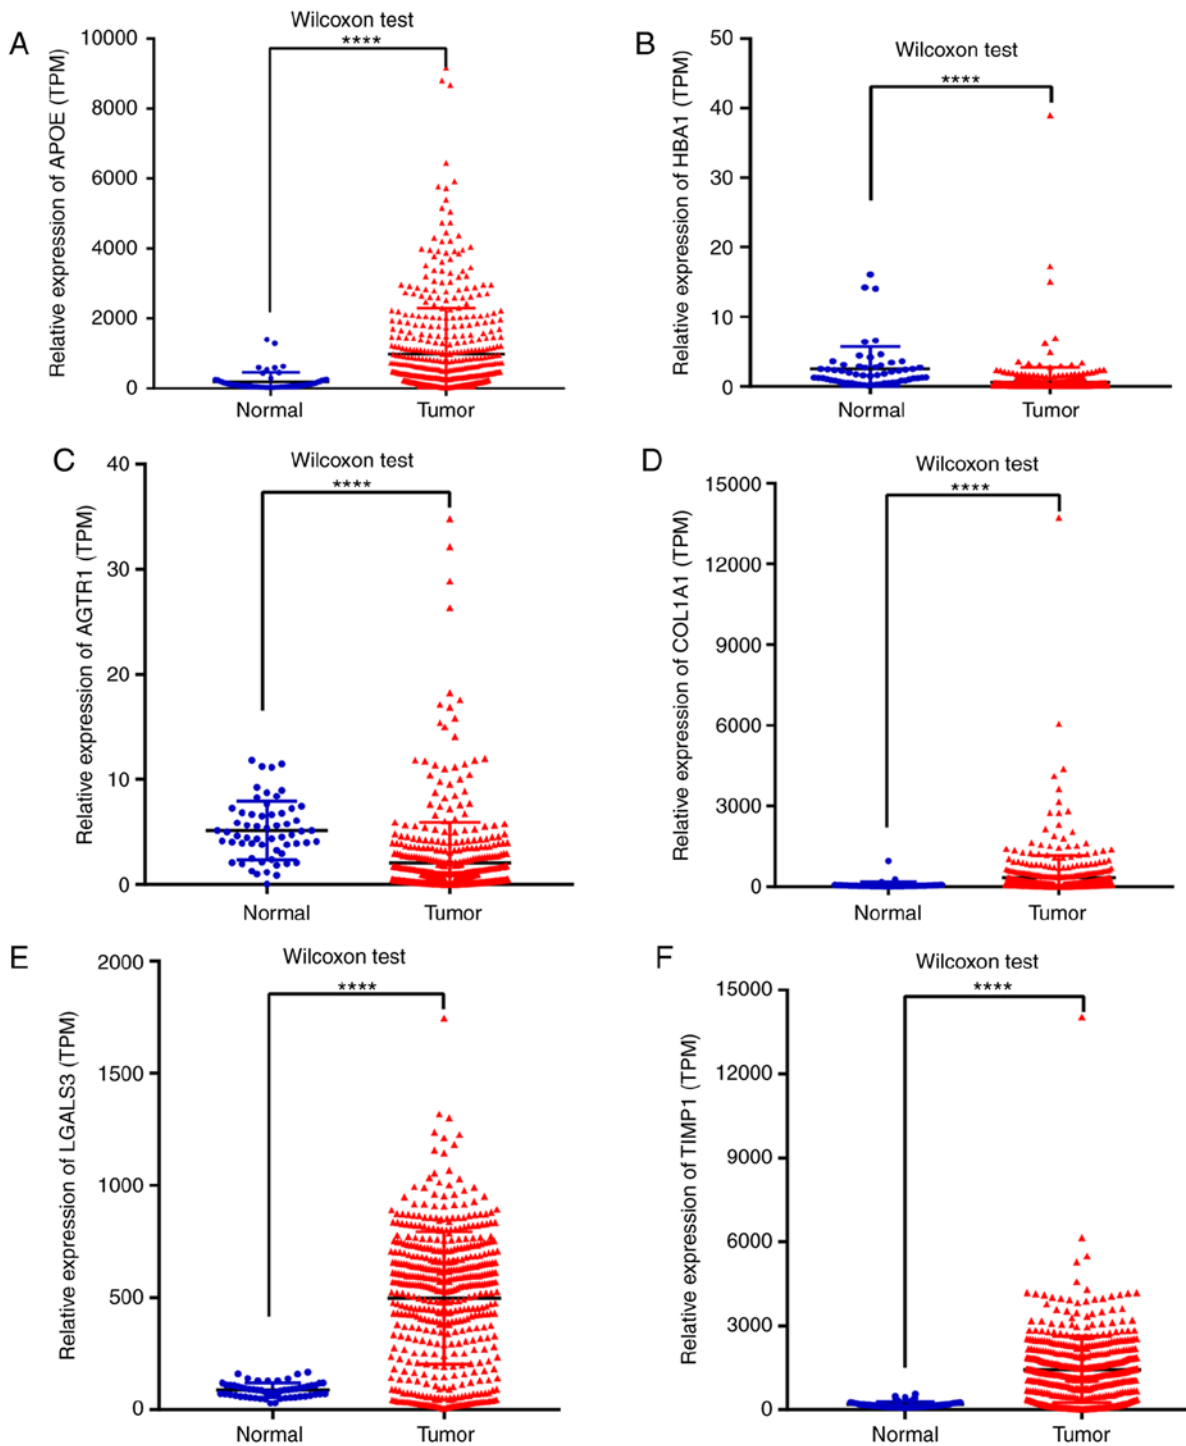 A
Wilcoxon test
****
Relative expression of APOE (TPM)
10000
8000
6000
4000
2000
0
Normal
Tumor
B
Wilcoxon test
****
Relative expression of HBA1 (TPM)
50
40
30
20
10
0
Normal
Tumor
C
Wilcoxon test
****
Relative expression of AGTR1 (TPM)
40
30
20
10
0
Normal
Tumor
D
Wilcoxon test
****
Relative expression of COL1A1 (TPM)
15000
12000
9000
6000
3000
0
Normal
Tumor
E
Wilcoxon test
****
Relative expression of LGALS3 (TPM)
2000
1500
1000
500
0
Normal
Tumor
F
Wilcoxon test
****
Relative expression of TIMP1 (TPM)
15000
12000
9000
6000
3000
0
Normal
Tumor